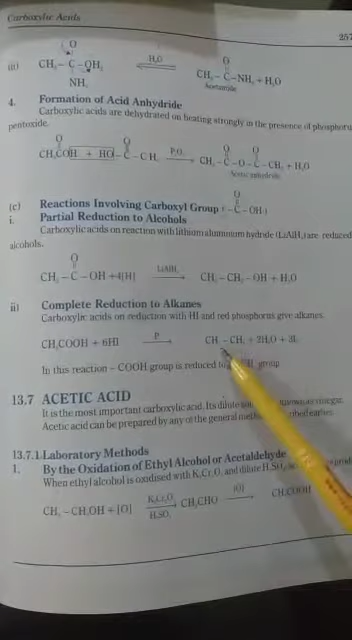 Carboxylic Acids
257
iii) CH₃ – C – OH₂ ⇌ CH₃ – C – NH₂ + H₂O
O
NH₂
H₂O
O
Acetamide
4. Formation of Acid Anhydride
Carboxylic acids are dehydrated on heating strongly in the presence of phosphorus
pentoxide.
O O O O
CH₃COH + HO – C – CH₃ P₂O₅ → CH₃ – C – O – C – CH₃ + H₂O
Acetic anhydride
(c) Reactions Involving Carboxyl Group (– C – OH)
O
i. Partial Reduction to Alcohols
Carboxylic acids on reaction with lithium aluminium hydride (LiAlH₄) are reduced
alcohols.
O
CH₃ – C – OH + 4[H] LiAlH₄ → CH₃ – CH₂ – OH + H₂O
ii) Complete Reduction to Alkanes
Carboxylic acids on reduction with HI and red phosphorus give alkanes.
CH₃COOH + 6HI P → CH₃ – CH₃ + 2H₂O + 3I₂
In this reaction – COOH group is reduced to group
13.7 ACETIC ACID
It is the most important carboxylic acid. Its dilute vinegar.
Acetic acid can be prepared by any of the general earlier.
13.7.1 Laboratory Methods
1. By the Oxidation of Ethyl Alcohol or Acetaldehyde
When ethyl alcohol is oxidised with K₂Cr₂O₇ and dilute H₂SO₄
CH₃ – CH₂OH + [O] K₂Cr₂O₇ H₂SO₄ → CH₃CHO [O] → CH₃COOH